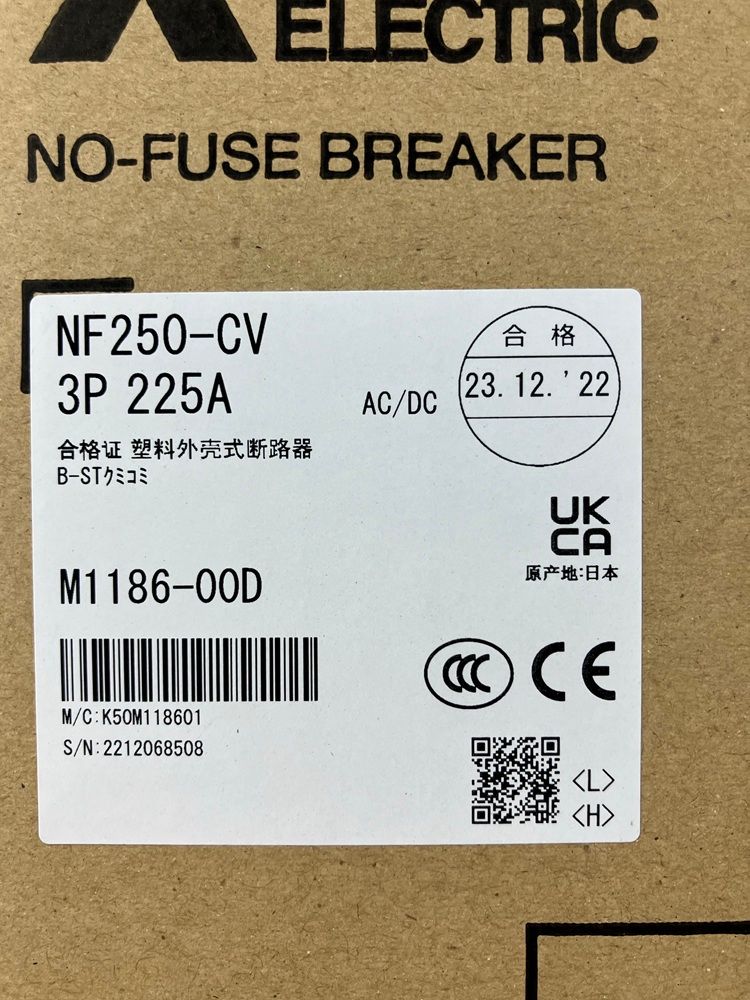 ELECTRIC
NO-FUSE BREAKER
NF250-CV
3P 225A
AC/DC
合格
23.12.'22
合格证 塑料外壳式断路器
B-STクミコミ
UK
CA
原产地:日本
M1186-00D
CCC
CE
M/C:K50M118601
S/N:2212068508
<L>
<H>